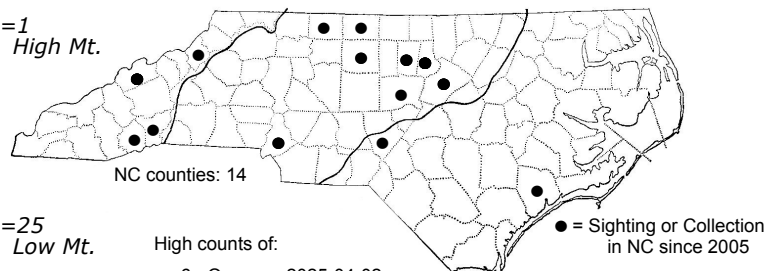 =1
High Mt.
NC counties: 14
=25
Low Mt.
High counts of:
● = Sighting or Collection
in NC since 2005